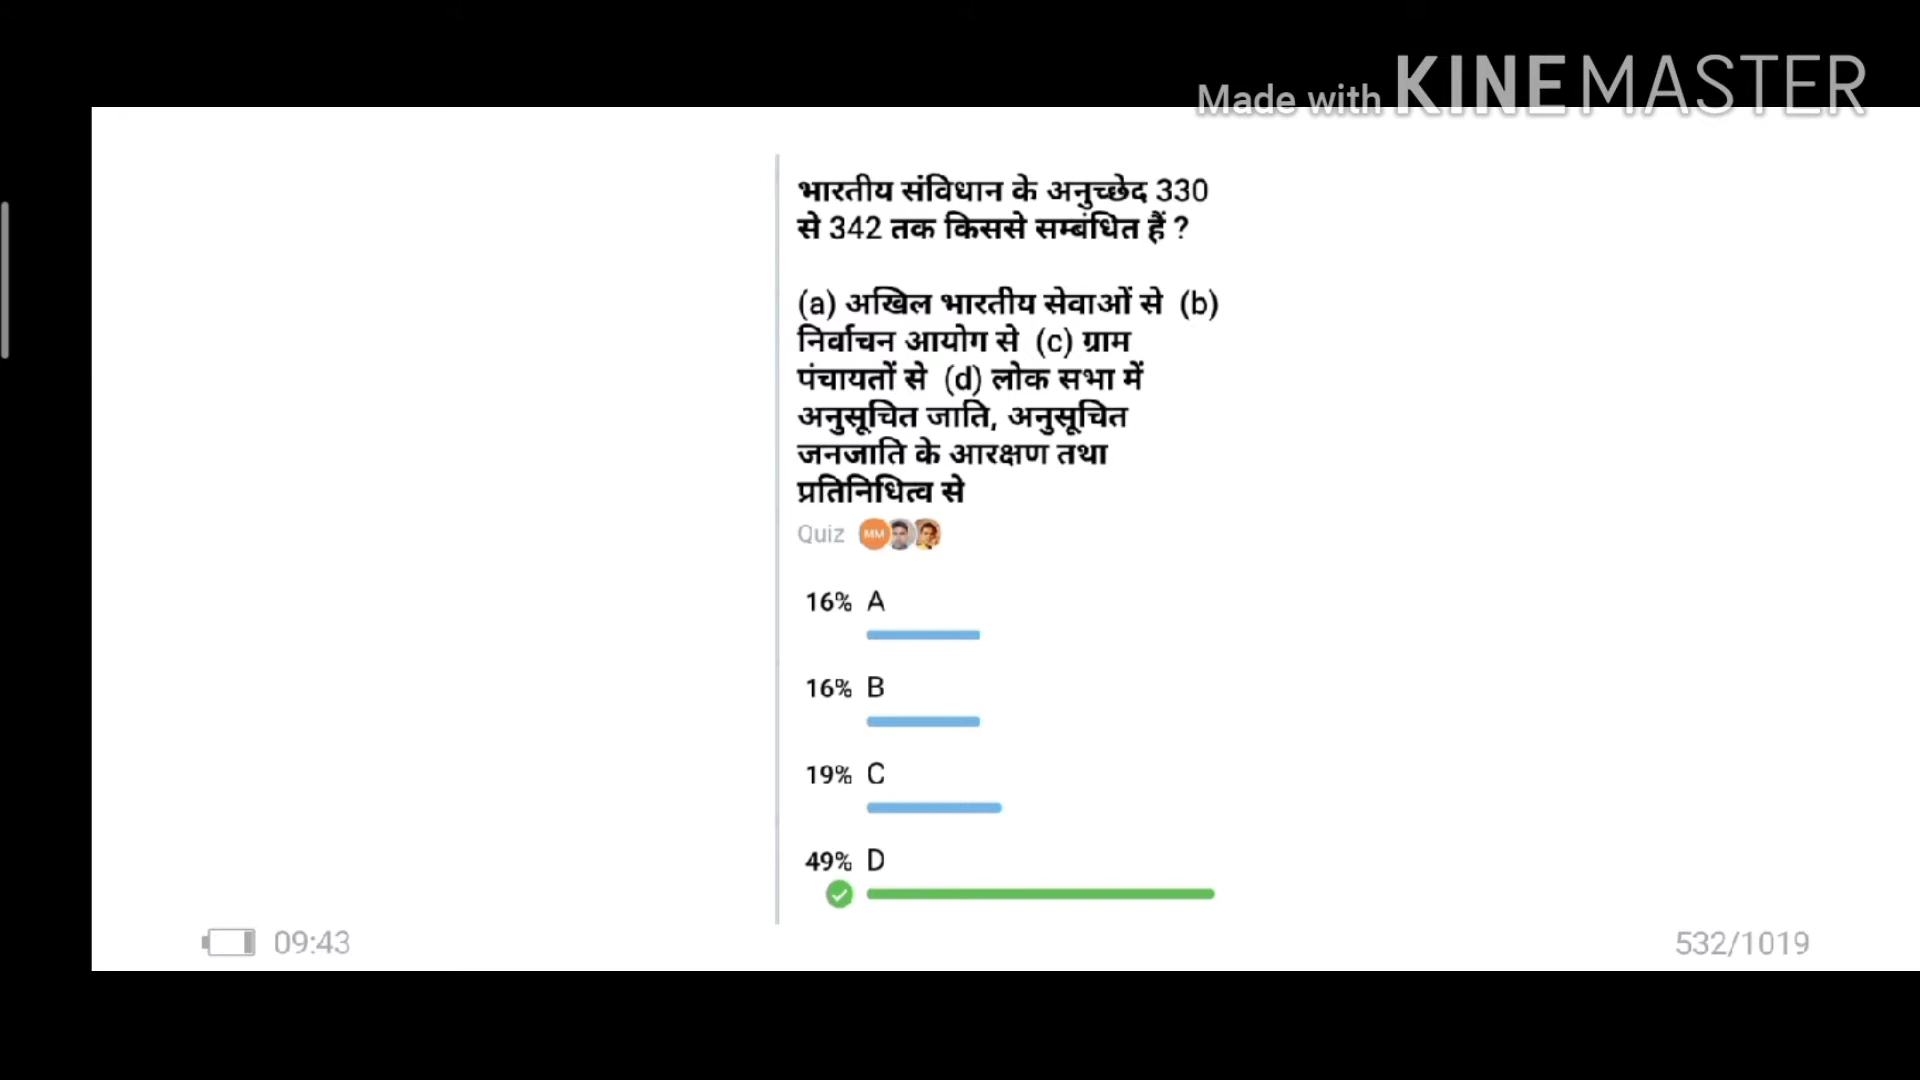 Made with KINEMASTER
भारतीय संविधान के अनुच्छेद 330
से 342 तक किससे सम्बंधित हैं ?
(a) अखिल भारतीय सेवाओं से (b)
निर्वाचन आयोग से (c) ग्राम
पंचायतों से (d) लोक सभा में
अनुसूचित जाति, अनुसूचित
जनजाति के आरक्षण तथा
प्रतिनिधित्व से
Quiz MM
16% A
16% B
19% C
49% D
09:43
532/1019